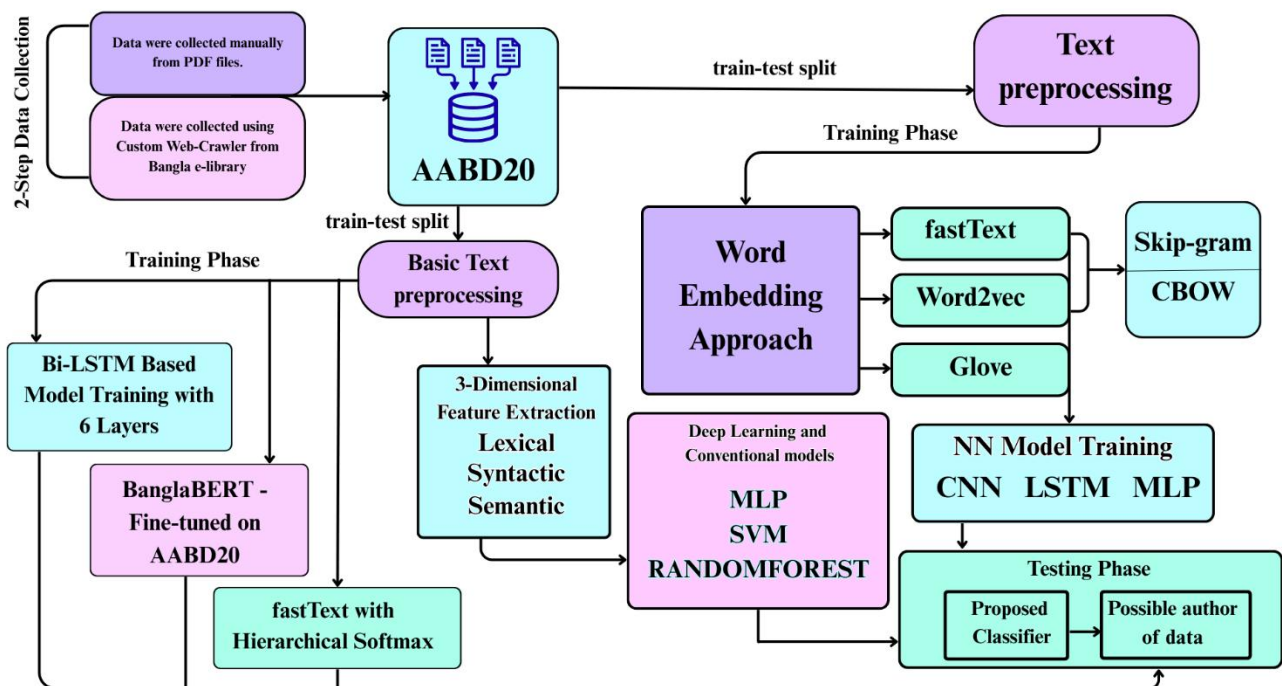 2-Step Data Collection
Data were collected manually
from PDF files.
Data were collected using
Custom Web-Crawler from
Bangla e-library
AABD20
train-test split
Text
preprocessing
Training Phase
Word
Embedding
Approach
fastText
Word2vec
Glove
Skip-gram
CBOW
NN Model Training
CNN LSTM MLP
train-test split
Basic Text
preprocessing
Training Phase
Bi-LSTM Based
Model Training with
6 Layers
BanglaBERT -
Fine-tuned on
AABD20
fastText with
Hierarchical Softmax
3-Dimensional
Feature Extraction
Lexical
Syntactic
Semantic
Deep Learning and
Conventional models
MLP
SVM
RANDOMFOREST
Testing Phase
Proposed
Classifier
Possible author
of data